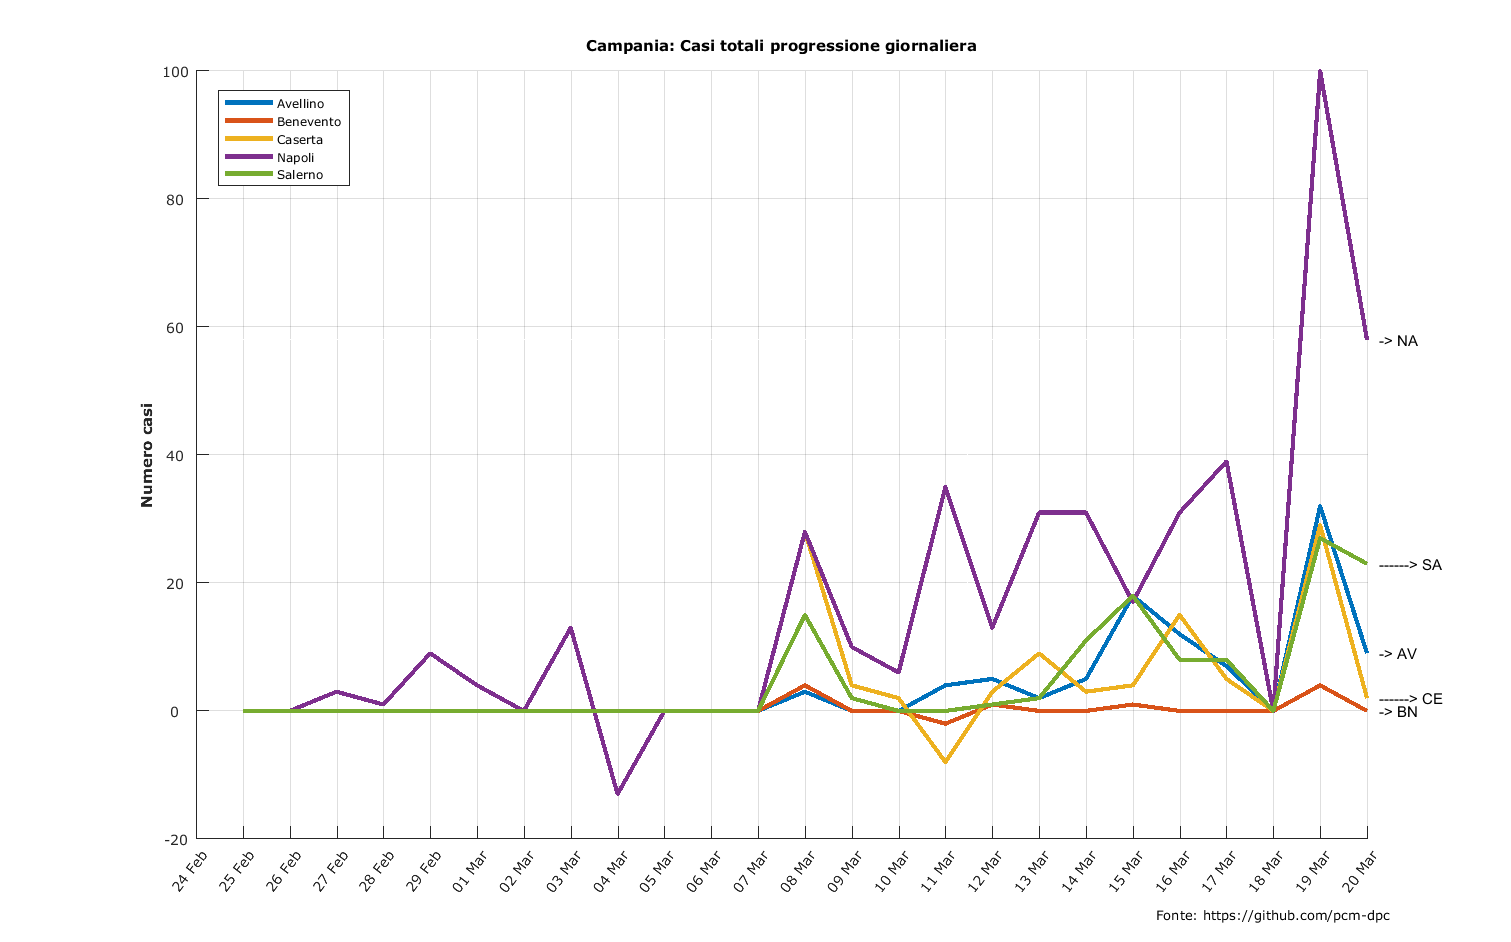 Campania: Casi totali progressione giornaliera
100
80
60
40
20
0
-20
Numero casi
Avellino
Benevento
Caserta
Napoli
Salerno
-> NA
------> SA
-> AV
------> CE
-> BN
24 Feb
25 Feb
26 Feb
27 Feb
28 Feb
29 Feb
01 Mar
02 Mar
03 Mar
04 Mar
05 Mar
06 Mar
07 Mar
08 Mar
09 Mar
10 Mar
11 Mar
12 Mar
13 Mar
14 Mar
15 Mar
16 Mar
17 Mar
18 Mar
19 Mar
20 Mar
Fonte: https://github.com/pcm-dpc